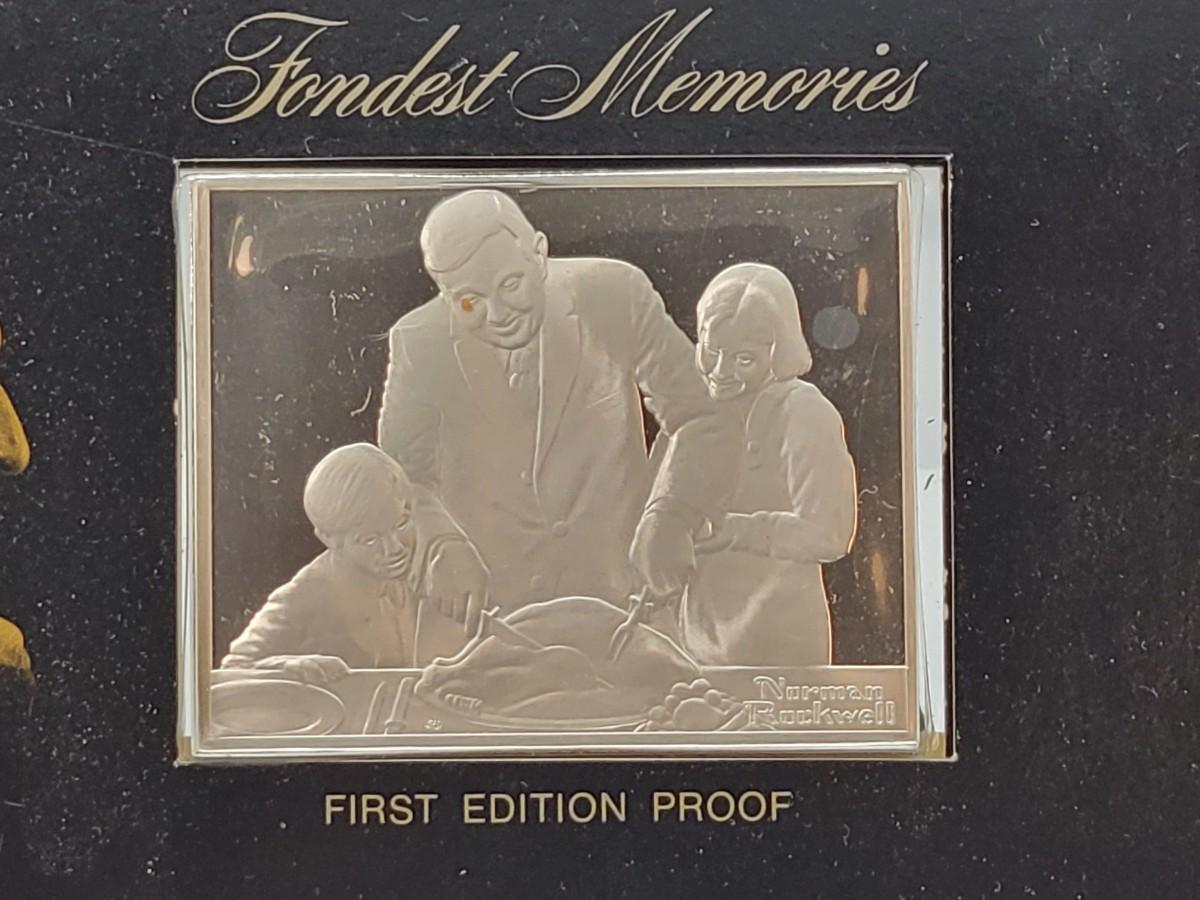 Fondest Memories
Norman
Rockwell
FIRST EDITION PROOF